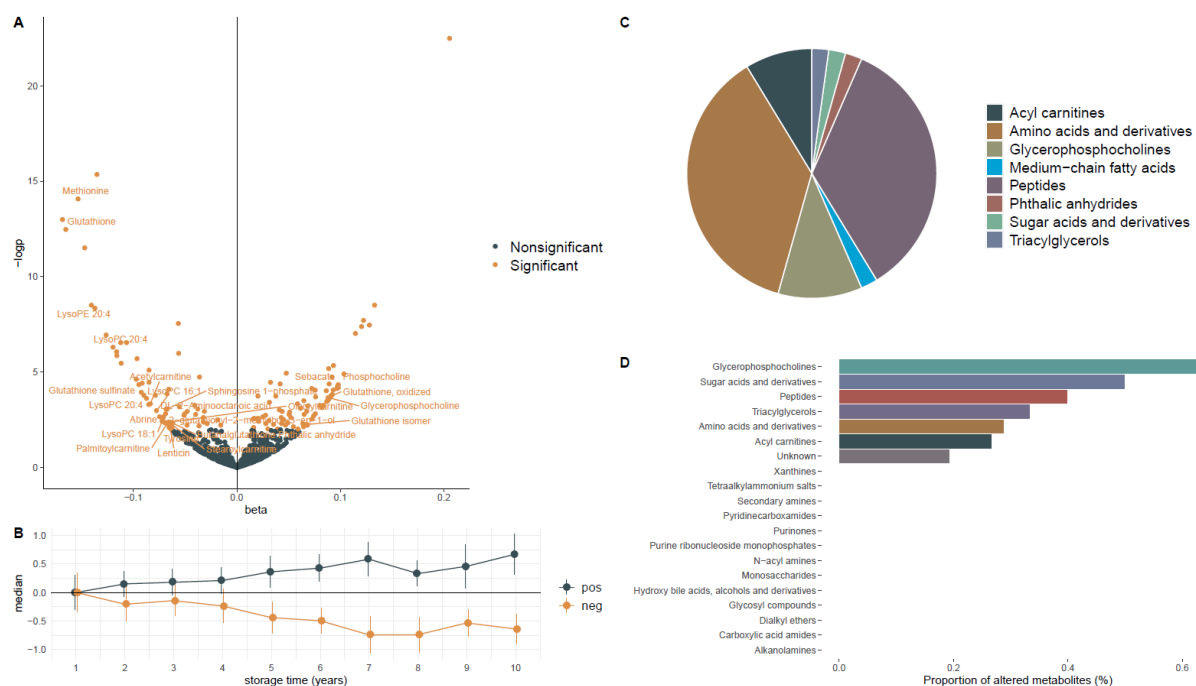 A
20
15
10
5
0
−logp
−0.1
0.0
0.1
0.2
beta
Methionine
Glutathione
LysoPE 20:4
LysoPC 20:4
Acetylcarnitine
Sebacate
Phosphocholine
Glutathione sulfinate
LysoPC 16:1
Sphingosine 1−phosphate
Glutathione, oxidized
LysoPC 20:4
DL−2−Aminooctanoic acid
Glycerophosphocholine
Abrine
Glutathione isomer
LysoPC 18:1
Palmitoylcarnitine
Stearoylcarnitine
Lenticin
Nonsignificant
Significant
B
1.0
0.5
0.0
−0.5
−1.0
median
1
2
3
4
5
6
7
8
9
10
storage time (years)
pos
neg
C
Acyl carnitines
Amino acids and derivatives
Glycerophosphocholines
Medium−chain fatty acids
Peptides
Phthalic anhydrides
Sugar acids and derivatives
Triacylglycerols
D
Glycerophosphocholines
Sugar acids and derivatives
Peptides
Triacylglycerols
Amino acids and derivatives
Acyl carnitines
Unknown
Xanthines
Tetraalkylammonium salts
Secondary amines
Pyridinecarboxamides
Purinones
Purine ribonucleoside monophosphates
N−acyl amines
Monosaccharides
Hydroxy bile acids, alcohols and derivatives
Glycosyl compounds
Dialkyl ethers
Carboxylic acid amides
Alkanolamines
0.0
0.2
0.4
0.6
Proportion of altered metabolites (%)